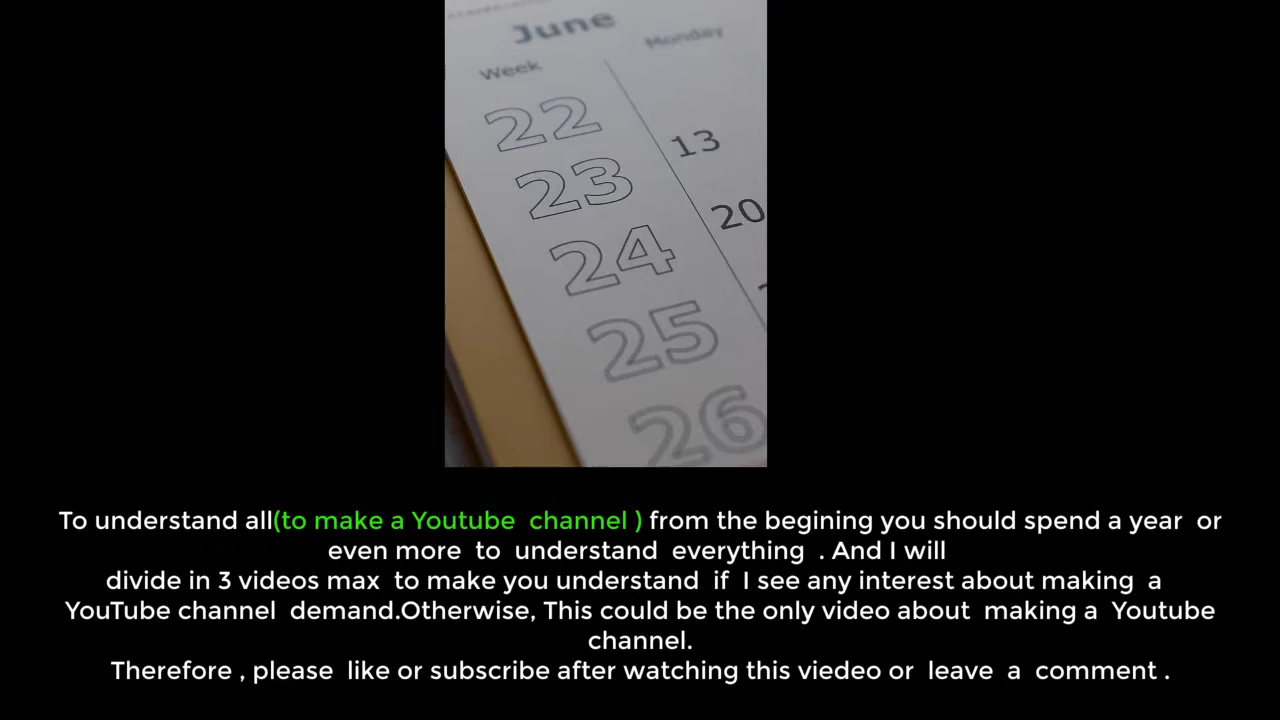 June
Week Monday
22
13
23
20
24
25
26
To understand all(to make a Youtube channel ) from the begining you should spend a year or
even more to understand everything . And I will
divide in 3 videos max to make you understand if I see any interest about making a
YouTube channel demand.Otherwise, This could be the only video about making a Youtube
channel.
Therefore , please like or subscribe after watching this viedeo or leave a comment .